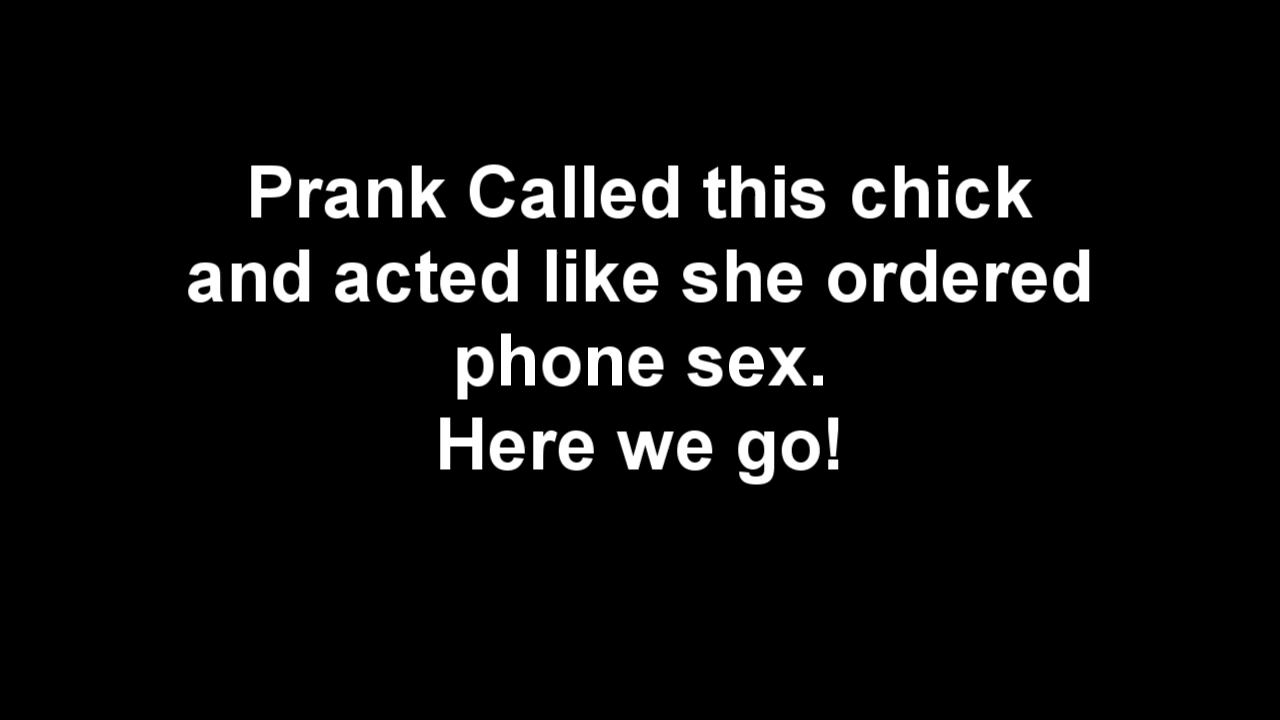 Prank Called this chick
and acted like she ordered
phone sex.
Here we go!